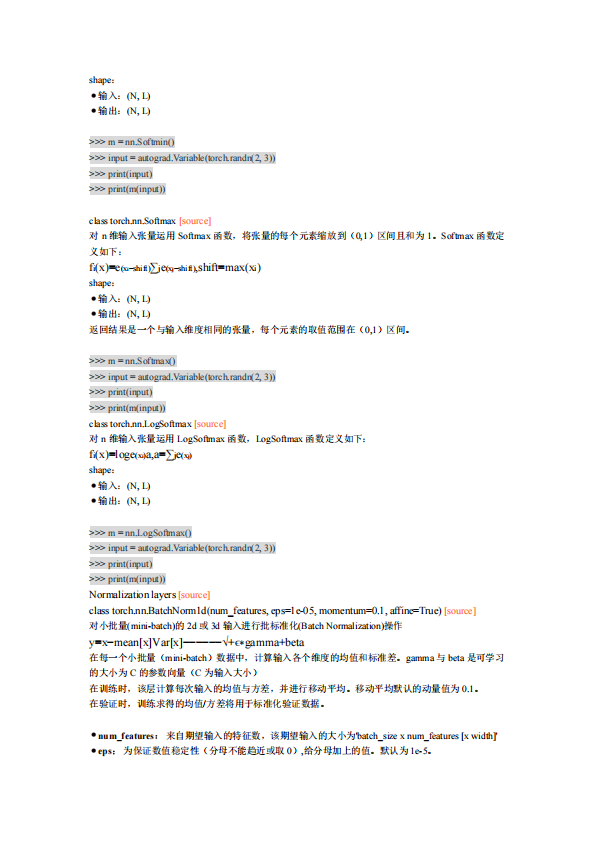 shape：
●输入：(N, L)
●输出：(N, L)
>>> m = nn.Softmin()
>>> input = autograd.Variable(torch.randn(2, 3))
>>> print(input)
>>> print(m(input))
class torch.nn.Softmax [source]
对 n 维输入张量运用 Softmax 函数，将张量的每个元素缩放到（0,1）区间且和为 1。Softmax 函数定
义如下：
fi(x)=e(xi−shift)∑je(xj−shift),shift=max(xi)
shape：
●输入：(N, L)
●输出：(N, L)
返回结果是一个与输入维度相同的张量，每个元素的取值范围在（0,1）区间。
>>> m = nn.Softmax()
>>> input = autograd.Variable(torch.randn(2, 3))
>>> print(input)
>>> print(m(input))
class torch.nn.LogSoftmax [source]
对 n 维输入张量运用 LogSoftmax 函数，LogSoftmax 函数定义如下：
fi(x)=loge(xi)a,a=∑je(xj)
shape：
●输入：(N, L)
●输出：(N, L)
>>> m = nn.LogSoftmax()
>>> input = autograd.Variable(torch.randn(2, 3))
>>> print(input)
>>> print(m(input))
Normalization layers [source]
class torch.nn.BatchNorm1d(num_features, eps=1e-05, momentum=0.1, affine=True) [source]
对小批量(mini-batch)的 2d 或 3d 输入进行批标准化(Batch Normalization)操作
y=x−mean[x]Var[x]−−−−−√+ϵ∗gamma+beta
在每一个小批量（mini-batch）数据中，计算输入各个维度的均值和标准差。gamma 与 beta 是可学习
的大小为 C 的参数向量（C 为输入大小）
在训练时，该层计算每次输入的均值与方差，并进行移动平均。移动平均默认的动量值为 0.1。
在验证时，训练求得的均值/方差将用于标准化验证数据。
●num_features： 来自期望输入的特征数，该期望输入的大小为'batch_size x num_features [x width]'
●eps： 为保证数值稳定性（分母不能趋近或取 0）,给分母加上的值。默认为 1e-5。